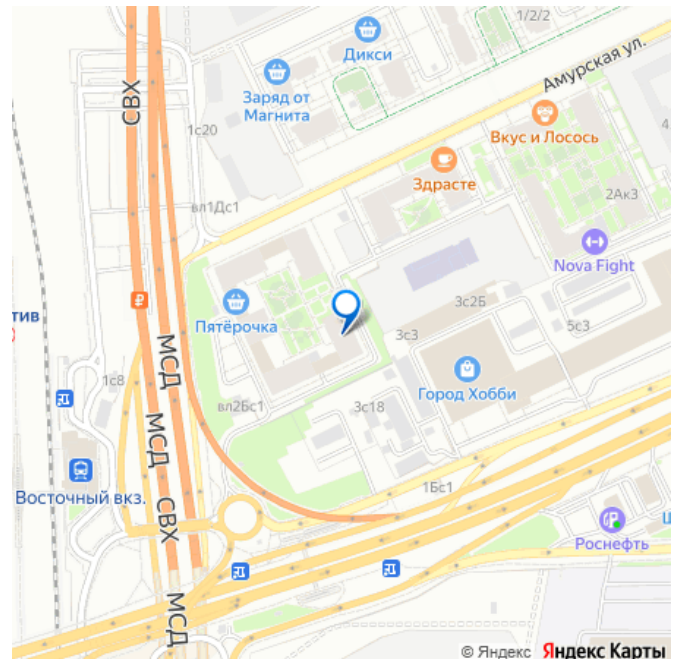 1/2/2
Дикси
Амурская ул.
СВХ
Заряд от
Магнита
1с20
Вкус и Лосось
4
Здрасте
2Ак3
вл1Дс1
Nova Fight
тив
Пятёрочка
3с2Б
5с3
3с3
МСД
1с8
Город Хобби
вл2Бс1
3с18
МСД
Восточный вкз.
1Бс1
СВХ
Роснефть
Ш
МСД
© Яндекс Яндекс Карты